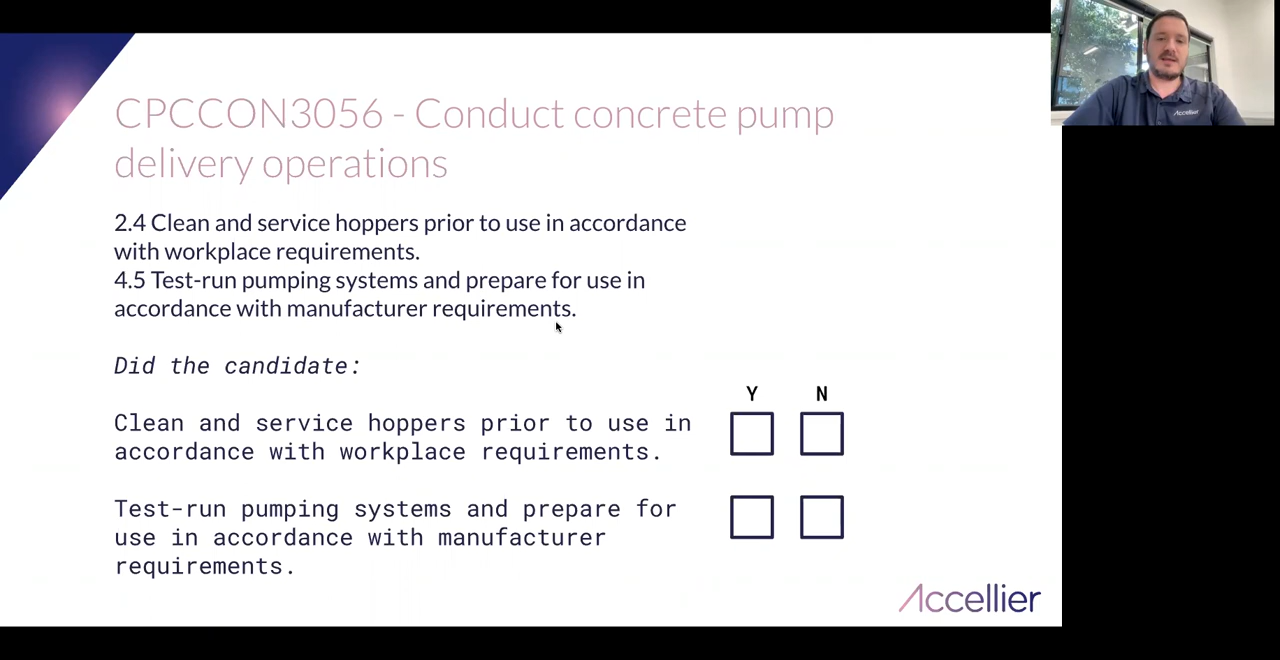 CPCCON3056 - Conduct concrete pump
delivery operations
2.4 Clean and service hoppers prior to use in accordance
with workplace requirements.
4.5 Test-run pumping systems and prepare for use in
accordance with manufacturer requirements.
Did the candidate:
Y N
Clean and service hoppers prior to use in
accordance with workplace requirements.
Test-run pumping systems and prepare for
use in accordance with manufacturer
requirements.
Accellier
Accellier